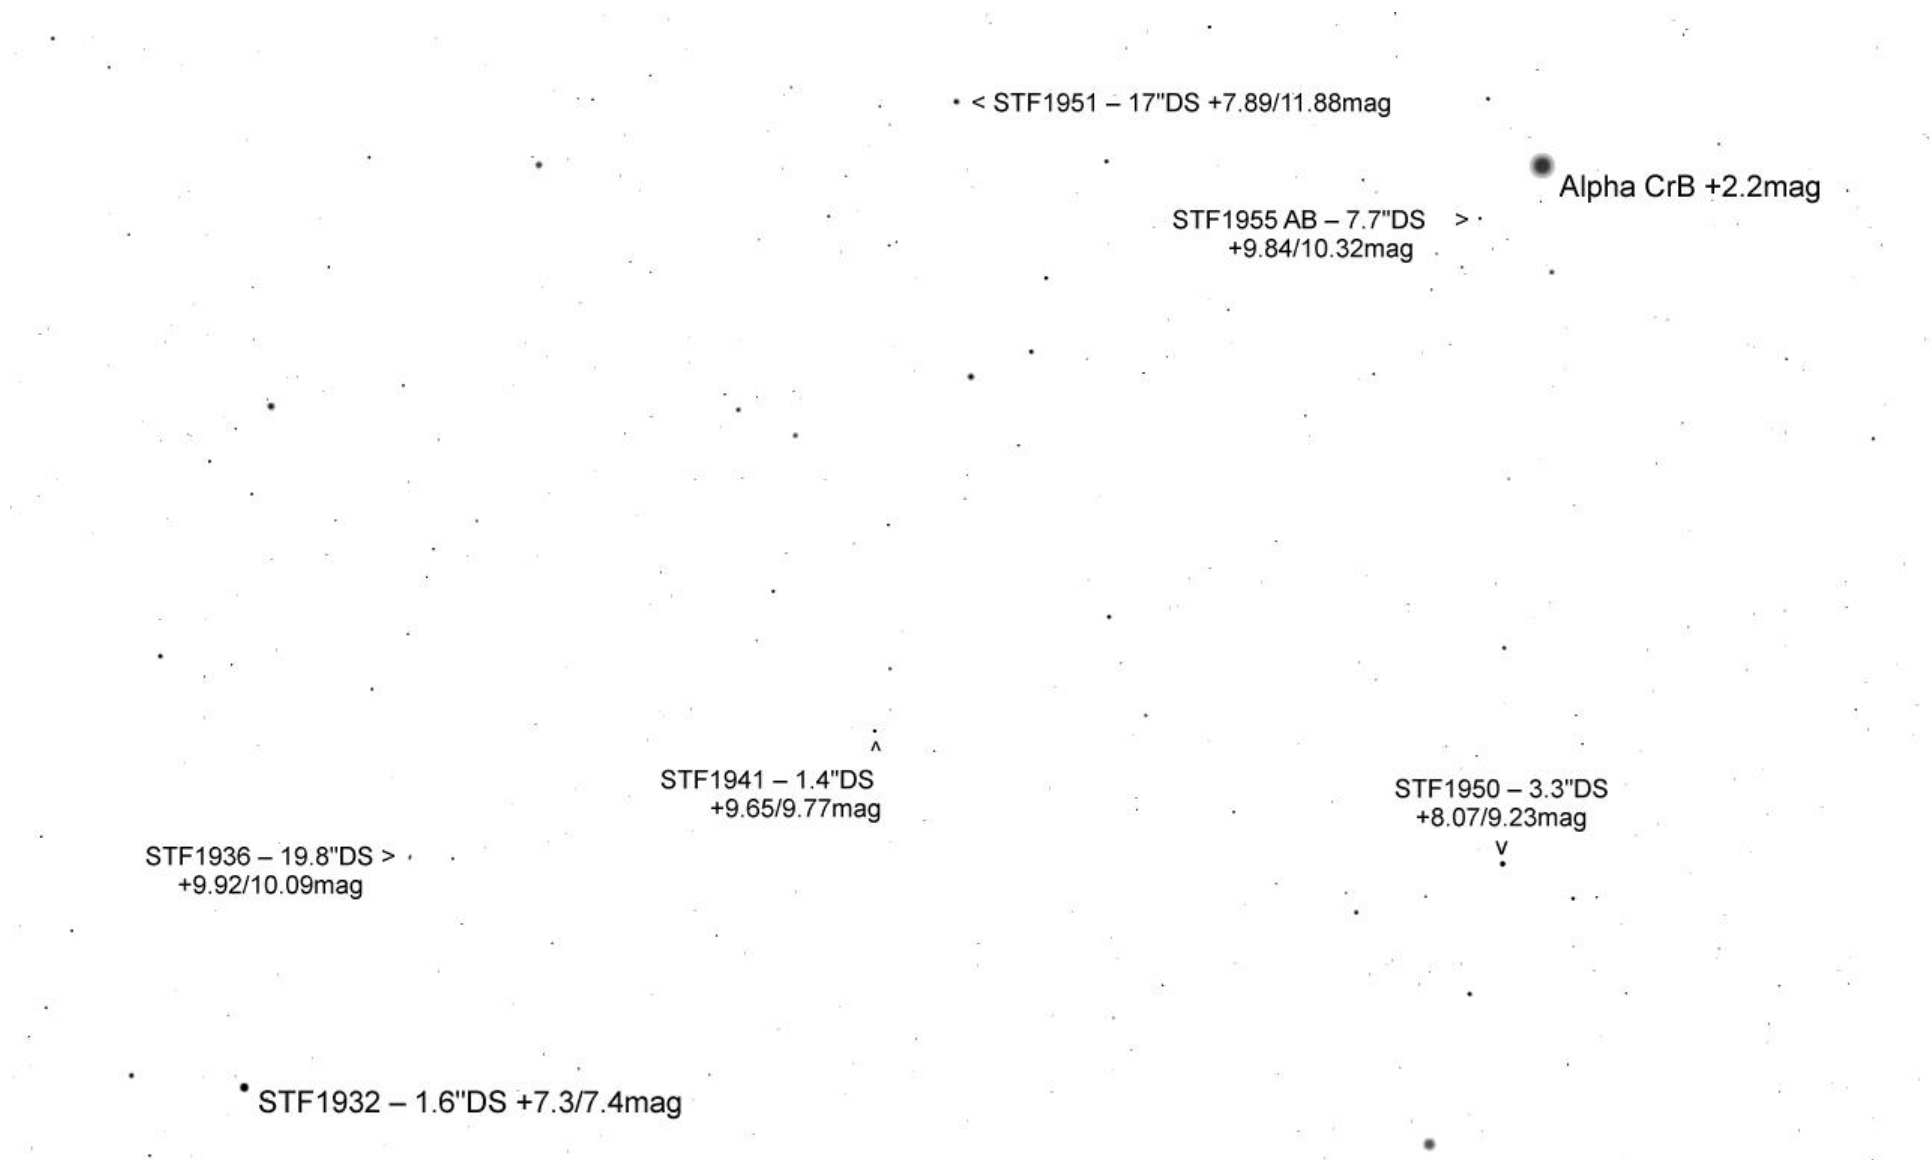 < STF1951 – 17"DS +7.89/11.88mag
Alpha CrB +2.2mag
STF1955 AB – 7.7"DS >
+9.84/10.32mag
STF1941 – 1.4"DS
+9.65/9.77mag
^
STF1950 – 3.3"DS
+8.07/9.23mag
v
STF1936 – 19.8"DS >
+9.92/10.09mag
STF1932 – 1.6"DS +7.3/7.4mag